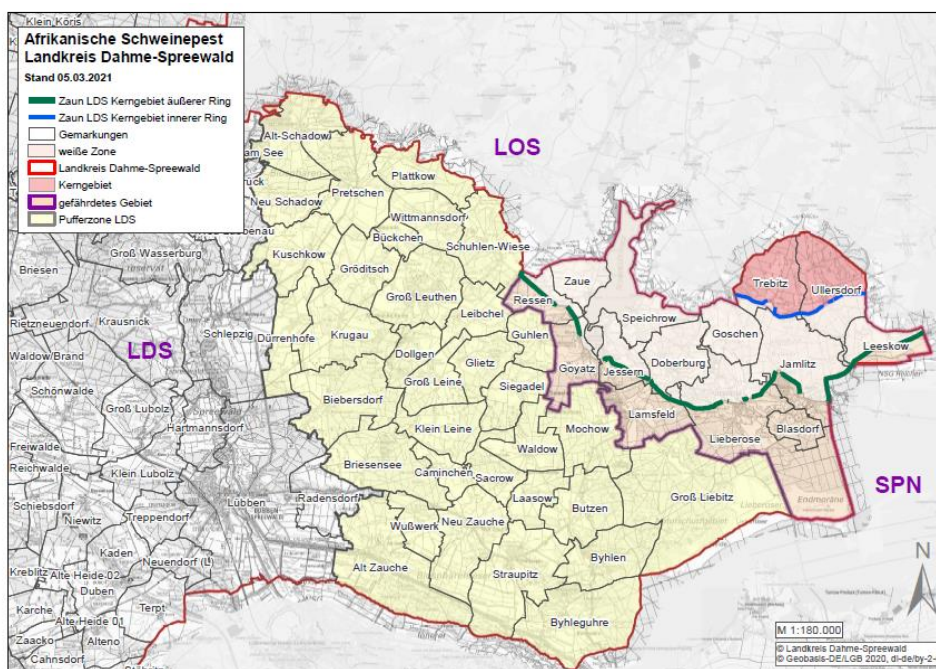 Klein Köris
Afrikanische Schweinepest
Landkreis Dahme-Spreewald
Stand 05.03.2021
Zaun LDS Kerngebiet äußerer Ring
Zaun LDS Kerngebiet innerer Ring
Gemarkungen
weiße Zone
Landkreis Dahme-Spreewald
Kerngebiet
gefährdetes Gebiet
Pufferzone LDS
Alt-Schadow
am See
Plattkow
LOS
Pretschen
Neu Schadow
Wittmannsdorf
Bückchen
Schuhlen-Wiese
Groß Wasserburg
Kuschkow
Gröditsch
Briesen
Zaue
Trebitz
Ullersdorf
Groß Leuthen
Ressen
Rietzneuendorf
Krausnick
Leibchel
Speichrow
Schlepzig
Dürrenhofe
Krugau
Guhlen
Goschen
Leeskow
LDS
Waldow/Brand
Dollgen
Glietz
Goyatz
Jessern
Doberburg
Jamlitz
Schönwalde
Groß Leine
Siegadel
Biebersdorf
Groß Lubolz
Hartmannsdorf
Klein Leine
Mochow
Lamsfeld
Blasdorf
Lieberose
Freiwalde
Waldow
Reichwalde
Klein Lubolz
Briesensee
Caminchen
Sacrow
SPN
Schiebsdorf
Lübben
Radensdorf
Laasow
Groß Liebitz
Endmoräne
Niewitz
Treppendorf
Wußwerk
Neu Zauche
Butzen
Kaden
Neuendorf (L)
Byhlen
N
Kreblitz
Alte Heide 02
Alt Zauche
Straupitz
Duben
Karche
Terpt
Byhleguhre
Alte Heide 01
Alteno
M 1:180.000
Zaacko
© Landkreis Dahme-Spreewald
Cahnsdorf
© Geobasis-DE/LGB 2020, dl-de/by-2-